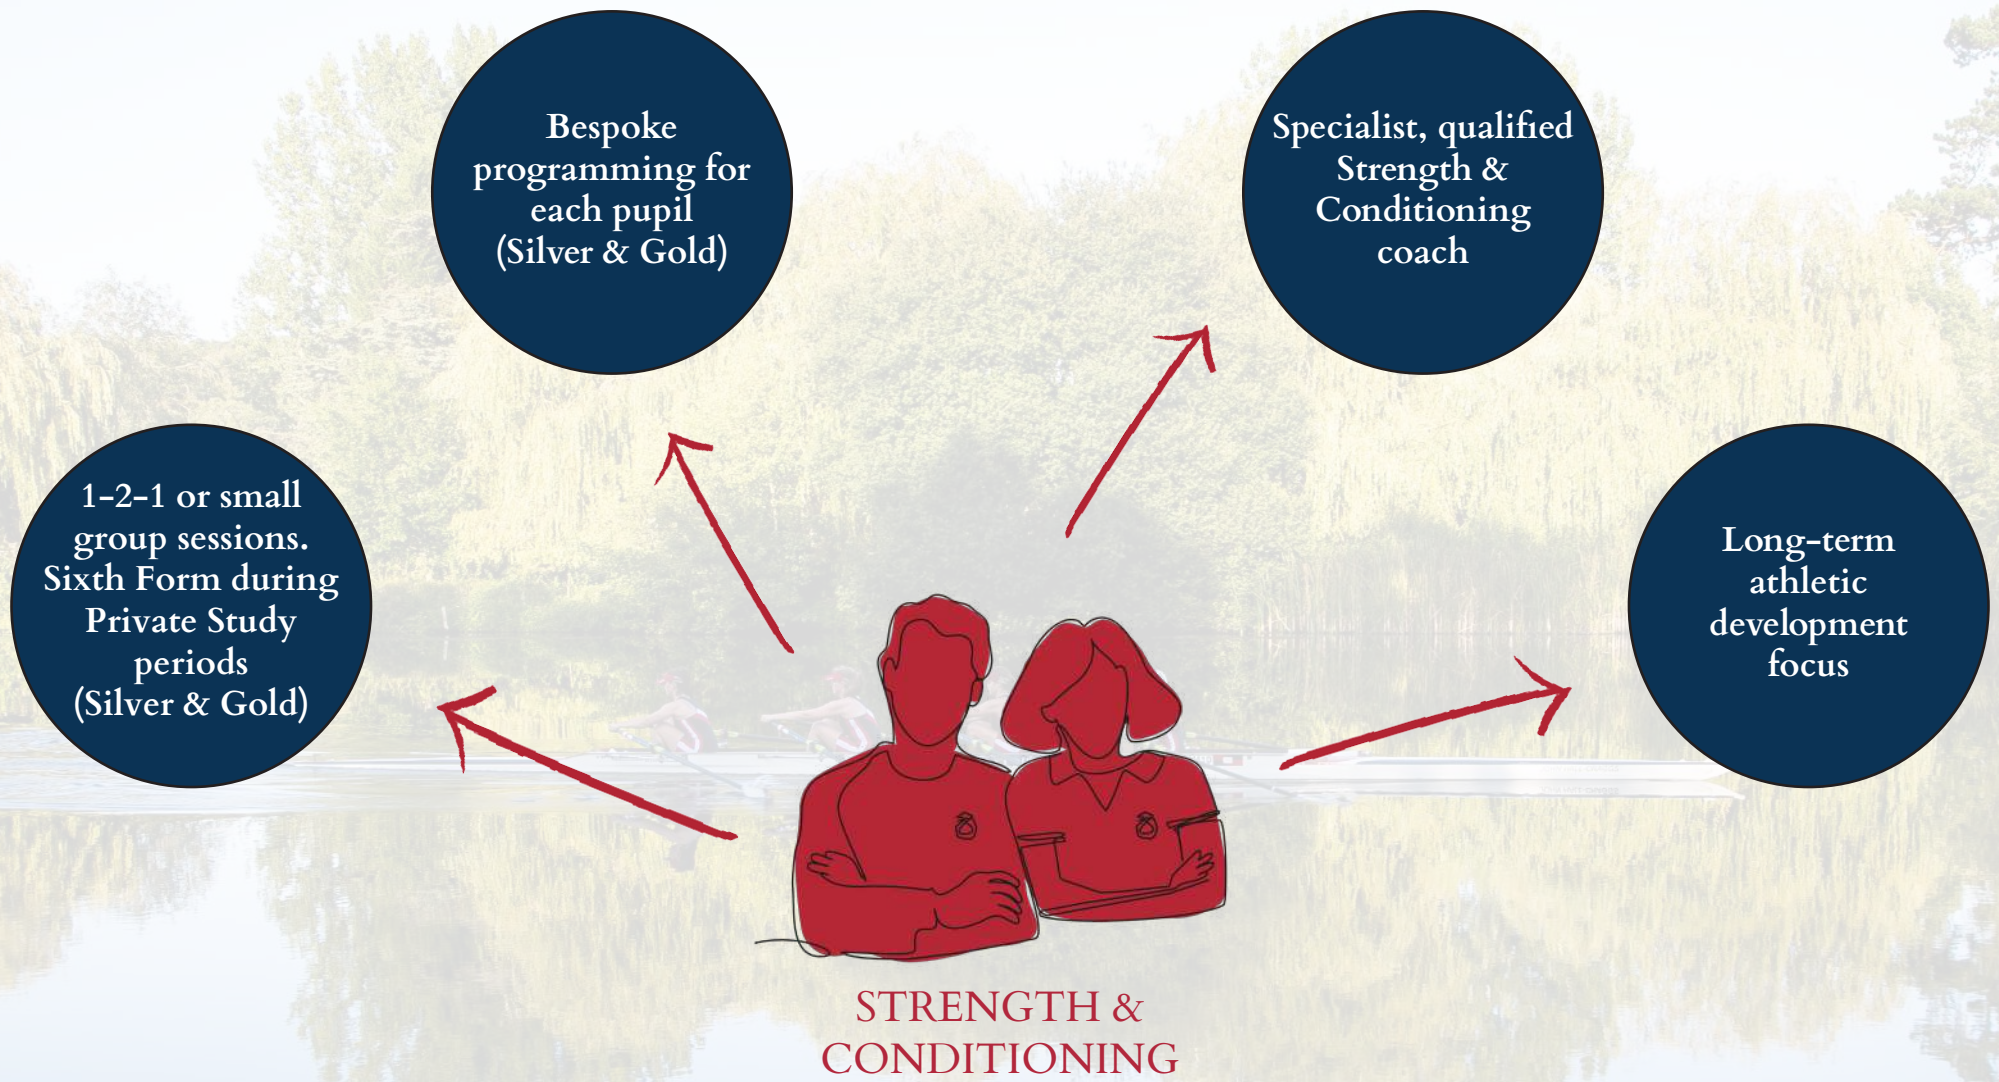 Bespoke
programming for
each pupil
(Silver & Gold)
Specialist, qualified
Strength &
Conditioning
coach
1-2-1 or small
group sessions.
Sixth Form during
Private Study
periods
(Silver & Gold)
Long-term
athletic
development
focus
STRENGTH &
CONDITIONING